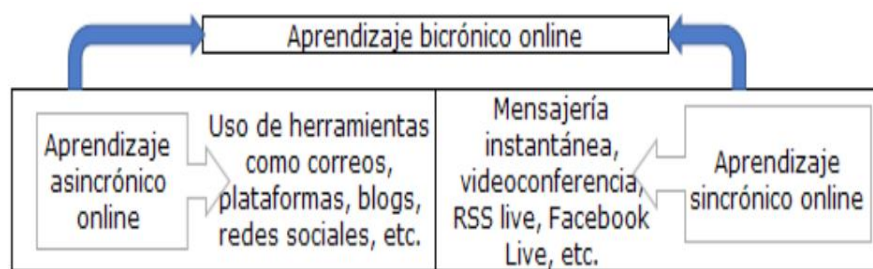 Aprendizaje bicrónico online
Aprendizaje
asincrónico
online
Uso de herramientas
como correos,
plataformas, blogs,
redes sociales, etc.
Mensajería
instantánea,
videoconferencia,
RSS live, Facebook
Live, etc.
Aprendizaje
sincrónico online